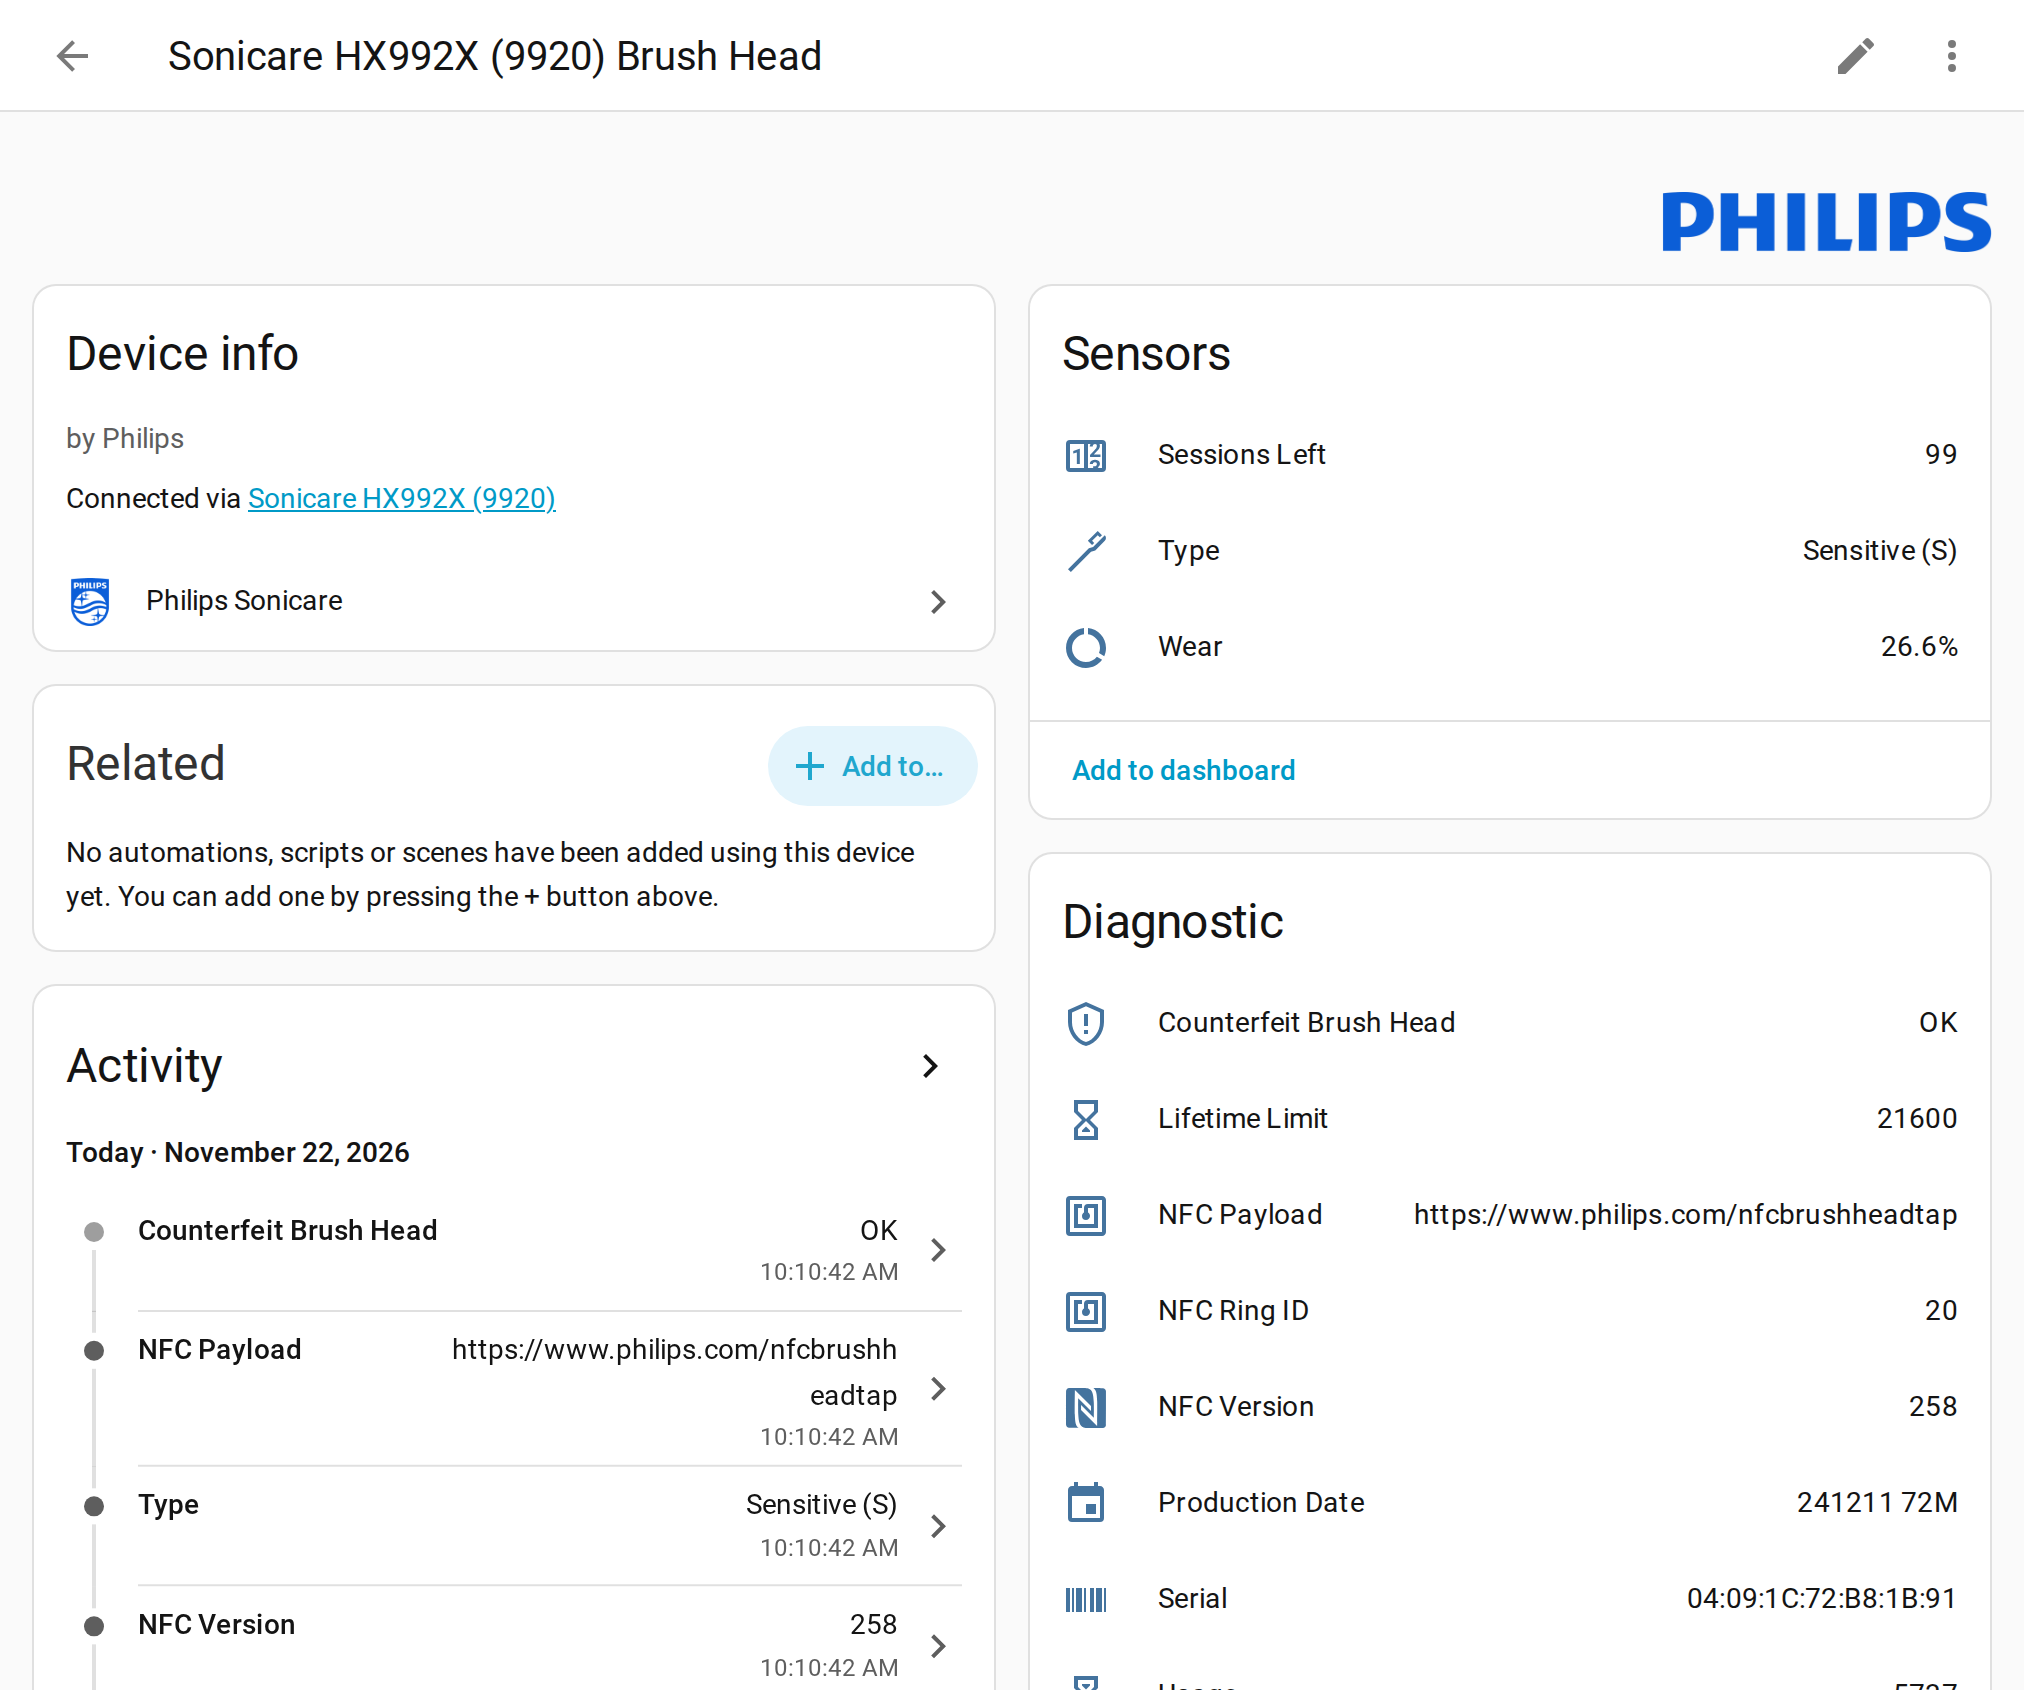 Sonicare HX992X (9920) Brush Head
PHILIPS
Device info
by Philips
Connected via Sonicare HX992X (9920)
PHILIPS
Philips Sonicare
Related
Add to...
No automations, scripts or scenes have been added using this device
yet. You can add one by pressing the + button above.
Activity
Today · November 22, 2026
Counterfeit Brush Head OK
10:10:42 AM
NFC Payload https://www.philips.com/nfcbrushh
eadtap
10:10:42 AM
Type Sensitive (S)
10:10:42 AM
NFC Version 258
10:10:42 AM
Sensors
Sessions Left 99
Type Sensitive (S)
Wear 26.6%
Add to dashboard
Diagnostic
Counterfeit Brush Head OK
Lifetime Limit 21600
NFC Payload https://www.philips.com/nfcbrushheadtap
NFC Ring ID 20
NFC Version 258
Production Date 241211 72M
Serial 04:09:1C:72:B8:1B:91